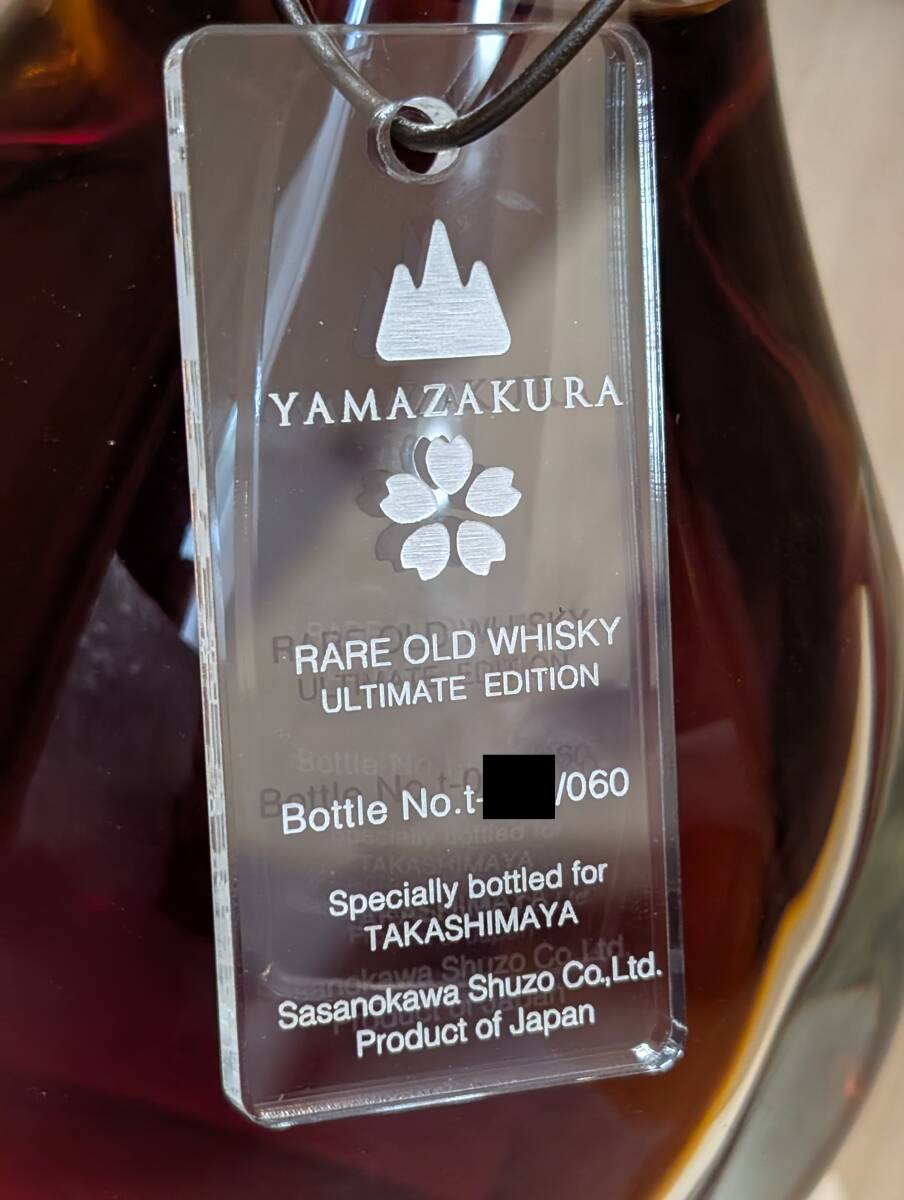 YAMAZAKURA
RARE OLD WHISKY
ULTIMATE EDITION
Bottle No.t- /060
Specially bottled for
TAKASHIMAYA
Sasanokawa Shuzo Co.,Ltd.
Product of Japan